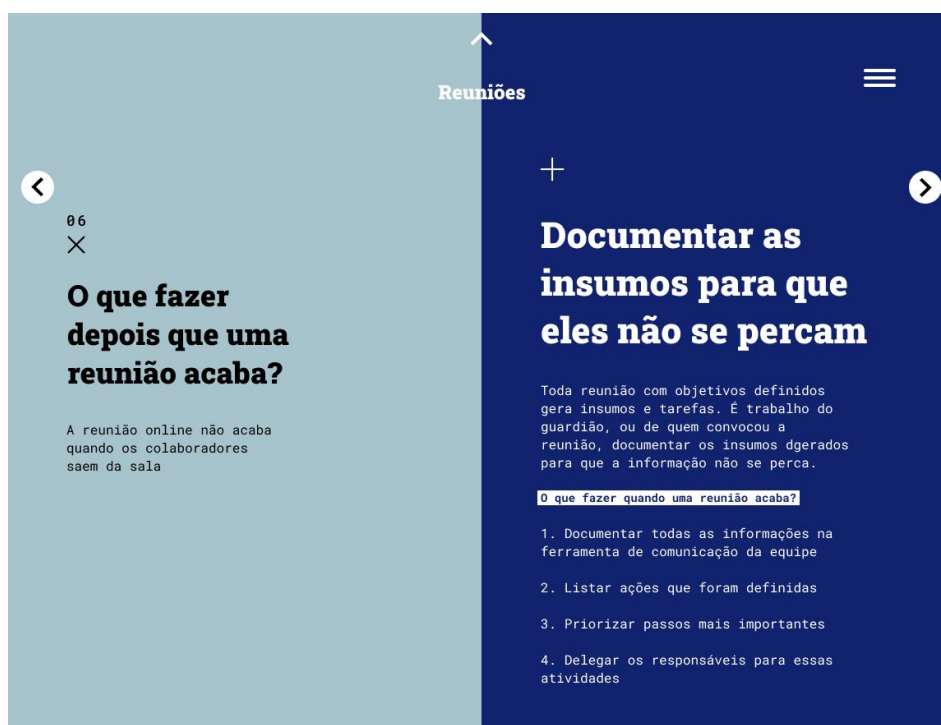 Reuniões
06
O que fazer
depois que uma
reunião acaba?
A reunião online não acaba
quando os colaboradores
saem da sala
Documentar as
insumos para que
eles não se percam
Toda reunião com objetivos definidos
gera insumos e tarefas. É trabalho do
guardião, ou de quem convocou a
reunião, documentar os insumos dgerados
para que a informação não se perca.
O que fazer quando uma reunião acaba?
1. Documentar todas as informações na
ferramenta de comunicação da equipe
2. Listar ações que foram definidas
3. Priorizar passos mais importantes
4. Delegar os responsáveis para essas
atividades